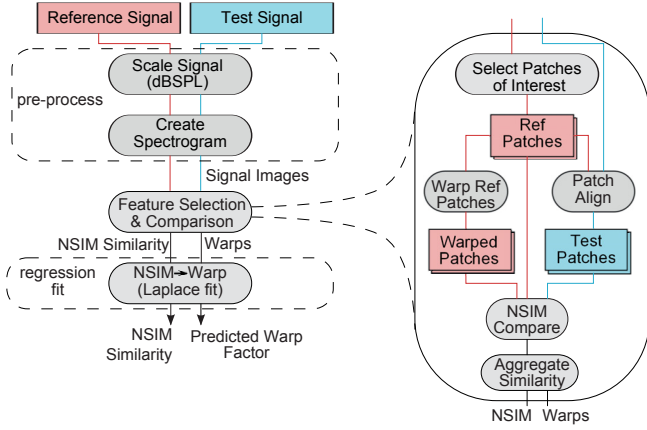 Reference Signal
Test Signal
pre-process
Scale Signal
(dBSPL)
Create
Spectrogram
Signal Images
Feature Selection
& Comparison
NSIM Similarity
Warps
regression
fit
NSIM→Warp
(Laplace fit)
NSIM
Similarity
Predicted Warp
Factor
Select Patches
of Interest
Ref
Patches
Warp Ref
Patches
Patch
Align
Warped
Patches
Test
Patches
NSIM
Compare
Aggregate
Similarity
NSIM
Warps